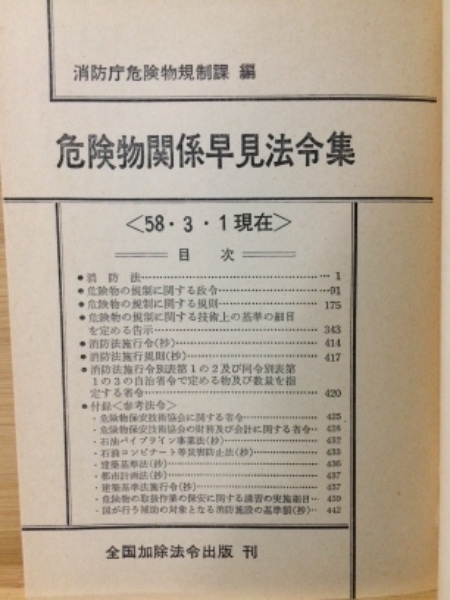 消防庁危険物規制課 編
危険物関係早見法令集
＜58・3・1現在＞
目 次
●消 防 法…………………… 1
●危険物の規制に関する政令…………………… 91
●危険物の規制に関する規則…………………… 175
●危険物の規制に関する技術上の基準の細目
を定める告示…………………… 343
●消防法施行令(抄)…………………… 414
●消防法施行規則(抄)…………………… 417
●消防法施行令別表第1の2及び同令別表第
1の3の自治省令で定める物及び数量を指
定する省令…………………… 420
●付録＜参考法令＞
・危険物保安技術協会に関する省令…………………… 425
・危険物保安技術協会の財務及び会計に関する省令… 428
・石油パイプライン事業法(抄)…………………… 432
・石油コンビナート等災害防止法(抄)…………………… 433
・建築基準法(抄)…………………… 436
・都市計画法(抄)…………………… 437
・建築基準法施行令(抄)…………………… 437
・危険物の取扱作業の保安に関する講習の実施細目… 439
・国が行う補助の対象となる消防施設の基準額(抄)… 442
全国加除法令出版 刊